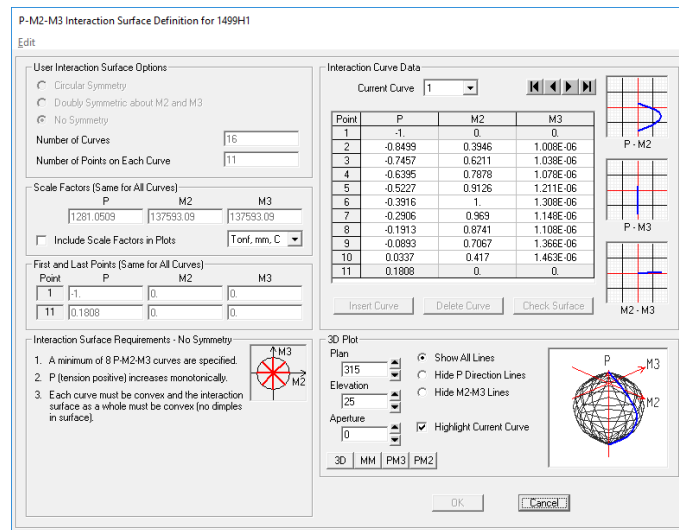 P-M2-M3 Interaction Surface Definition for 1499H1
Edit
User Interaction Surface Options
Circular Symmetry
Doubly Symmetric about M2 and M3
No Symmetry
Number of Curves 16
Number of Points on Each Curve 11
Scale Factors (Same for All Curves)
P M2 M3
1281.0509 137593.09 137593.09
Include Scale Factors in Plots Tonf, mm, C
First and Last Points (Same for All Curves)
Point P M2 M3
1 -1. 0. 0.
11 0.1808 0. 0.
Interaction Surface Requirements - No Symmetry
1. A minimum of 8 P-M2-M3 curves are specified.
2. P (tension positive) increases monotonically.
3. Each curve must be convex and the interaction
surface as a whole must be convex (no dimples
in surface).
M3
M2
Interaction Curve Data
Current Curve 1
Point P M2 M3
1 -1. 0. 0.
2 -0.8499 0.3946 1.008E-06
3 -0.7457 0.6211 1.038E-06
4 -0.6395 0.7878 1.078E-06
5 -0.5227 0.9126 1.211E-06
6 -0.3916 1. 1.308E-06
7 -0.2906 0.969 1.148E-06
8 -0.1913 0.8741 1.108E-06
9 -0.0893 0.7067 1.366E-06
10 0.0337 0.417 1.463E-06
11 0.1808 0. 0.
Insert Curve Delete Curve Check Surface
P - M2
P - M3
M2 - M3
3D Plot
Plan
315
Elevation
25
Aperture
0
Show All Lines
Hide P Direction Lines
Hide M2-M3 Lines
Highlight Current Curve
3D MM PM3 PM2
P
M3
M2
OK Cancel